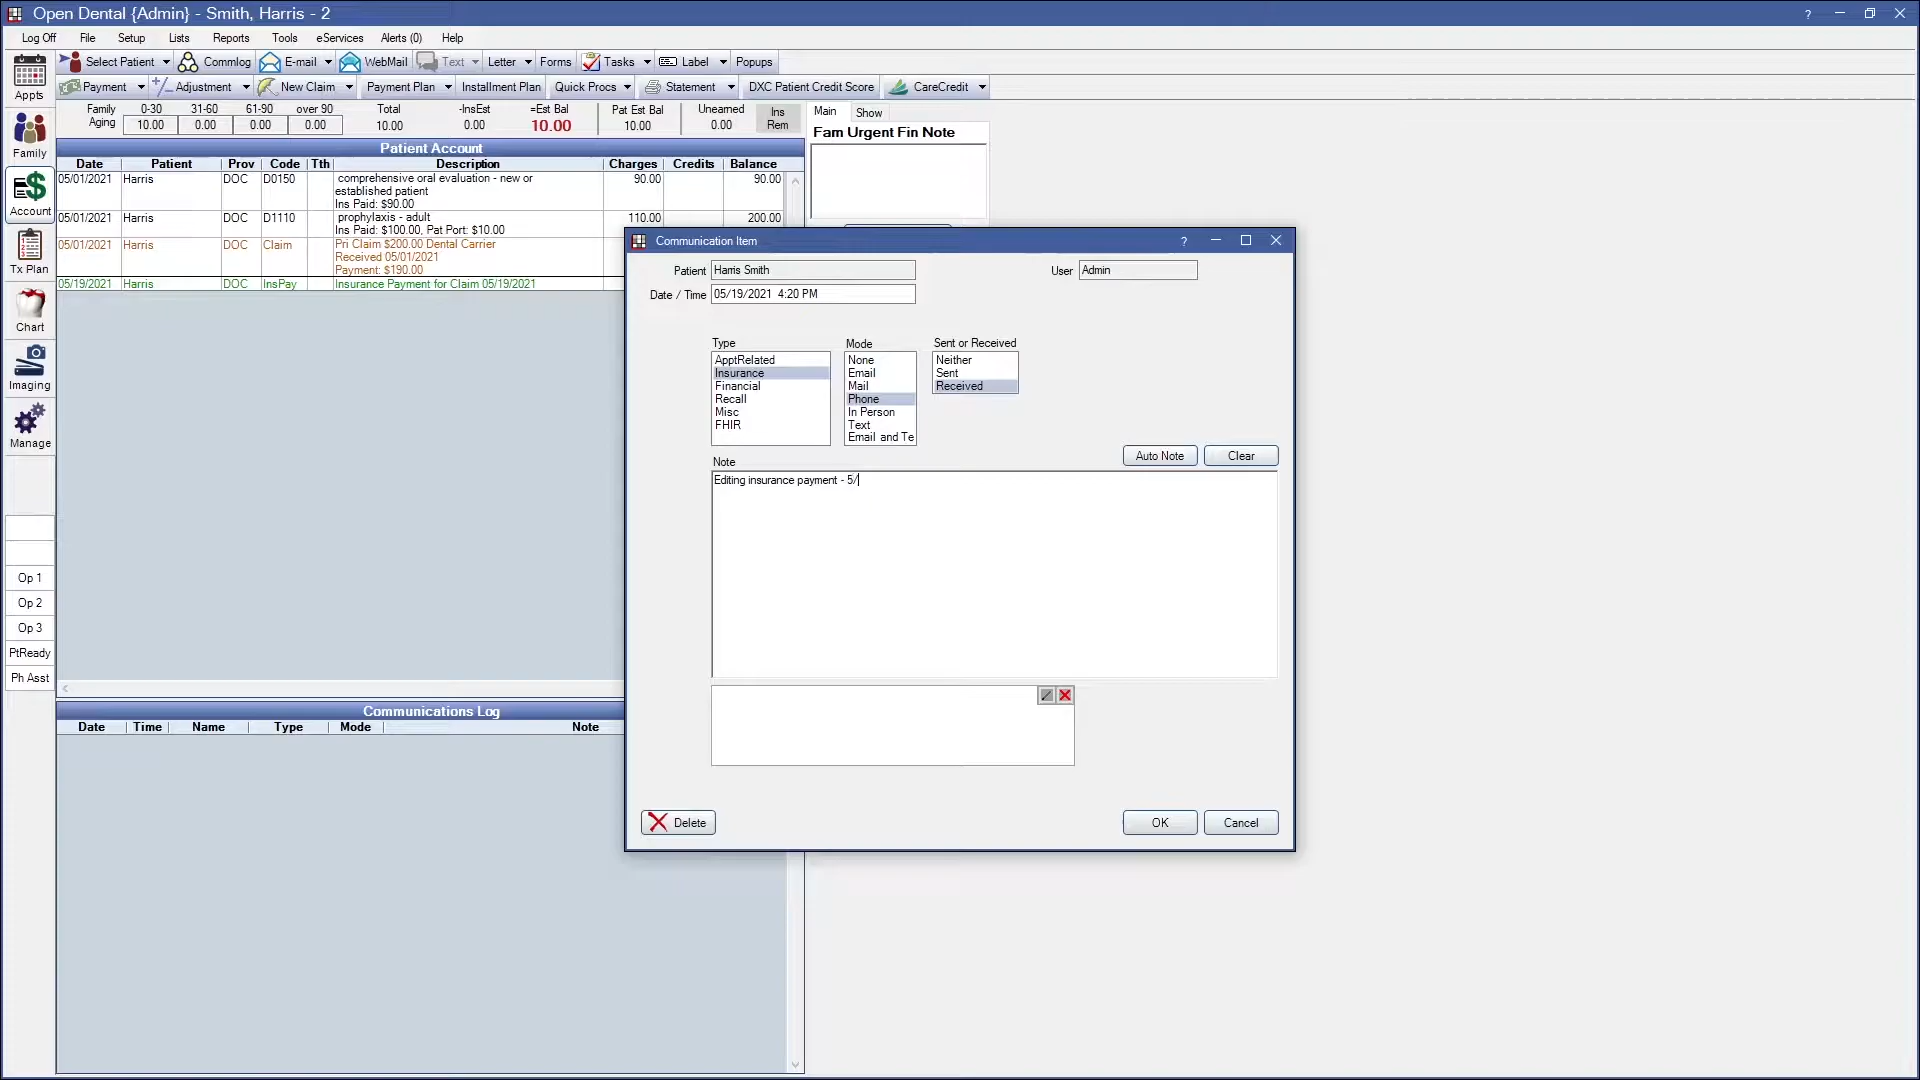 Open Dental {Admin} - Smith, Harris - 2
?
Log Off File Setup Lists Reports Tools eServices Alerts (0) Help
Select Patient Commlog E-mail WebMail Text Letter Forms Tasks Label Popups
Payment Adjustment New Claim Payment Plan Installment Plan Quick Procs Statement DXC Patient Credit Score CareCredit
Appts
Family
Account
Tx Plan
Chart
Imaging
Manage
Op 1
Op 2
Op 3
PtReady
Ph Asst
Family Aging 0-30 31-60 61-90 over 90 Total -InsEst =Est Bal Pat Est Bal Unearned Ins Rem
10.00 0.00 0.00 0.00 10.00 0.00 10.00 10.00 0.00
Main Show
Fam Urgent Fin Note
Patient Account
Date Patient Prov Code Tth Description Charges Credits Balance
05/01/2021 Harris DOC D0150 comprehensive oral evaluation - new or 90.00 90.00
established patient
Ins Paid: $90.00
05/01/2021 Harris DOC D1110 prophylaxis - adult 110.00 200.00
Ins Paid: $100.00, Pat Port: $10.00
05/01/2021 Harris DOC Claim Pri Claim $200.00 Dental Carrier
Received 05/01/2021
Payment: $190.00
05/19/2021 Harris DOC InsPay Insurance Payment for Claim 05/19/2021
Communications Log
Date Time Name Type Mode Note
Communication Item
?
Patient Harris Smith User Admin
Date / Time 05/19/2021 4:20 PM
Type
ApptRelated
Insurance
Financial
Recall
Misc
FHIR
Mode
None
Email
Mail
Phone
In Person
Text
Email and Te
Sent or Received
Neither
Sent
Received
Auto Note Clear
Note
Editing insurance payment - 5/
Delete OK Cancel